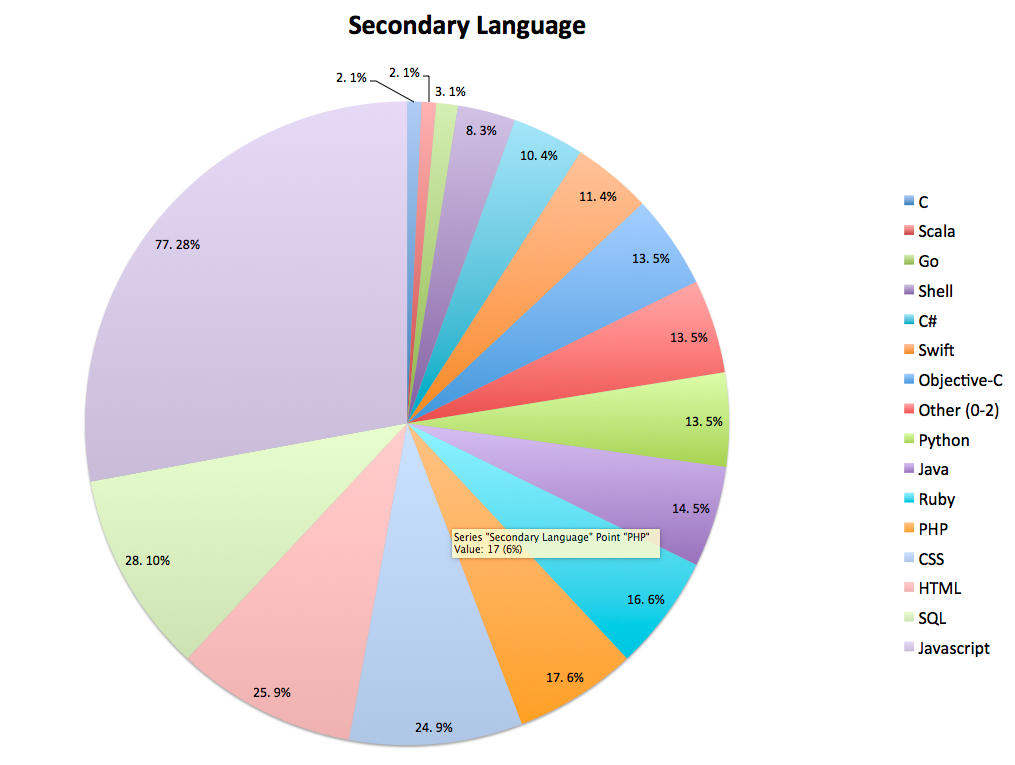 Secondary Language
2. 1%
2. 1%
3. 1%
8. 3%
10. 4%
11. 4%
13. 5%
13. 5%
13. 5%
14. 5%
16. 6%
17. 6%
24. 9%
25. 9%
28. 10%
77. 28%
Series "Secondary Language" Point "PHP"
Value: 17 (6%)
C
Scala
Go
Shell
C#
Swift
Objective-C
Other (0-2)
Python
Java
Ruby
PHP
CSS
HTML
SQL
Javascript